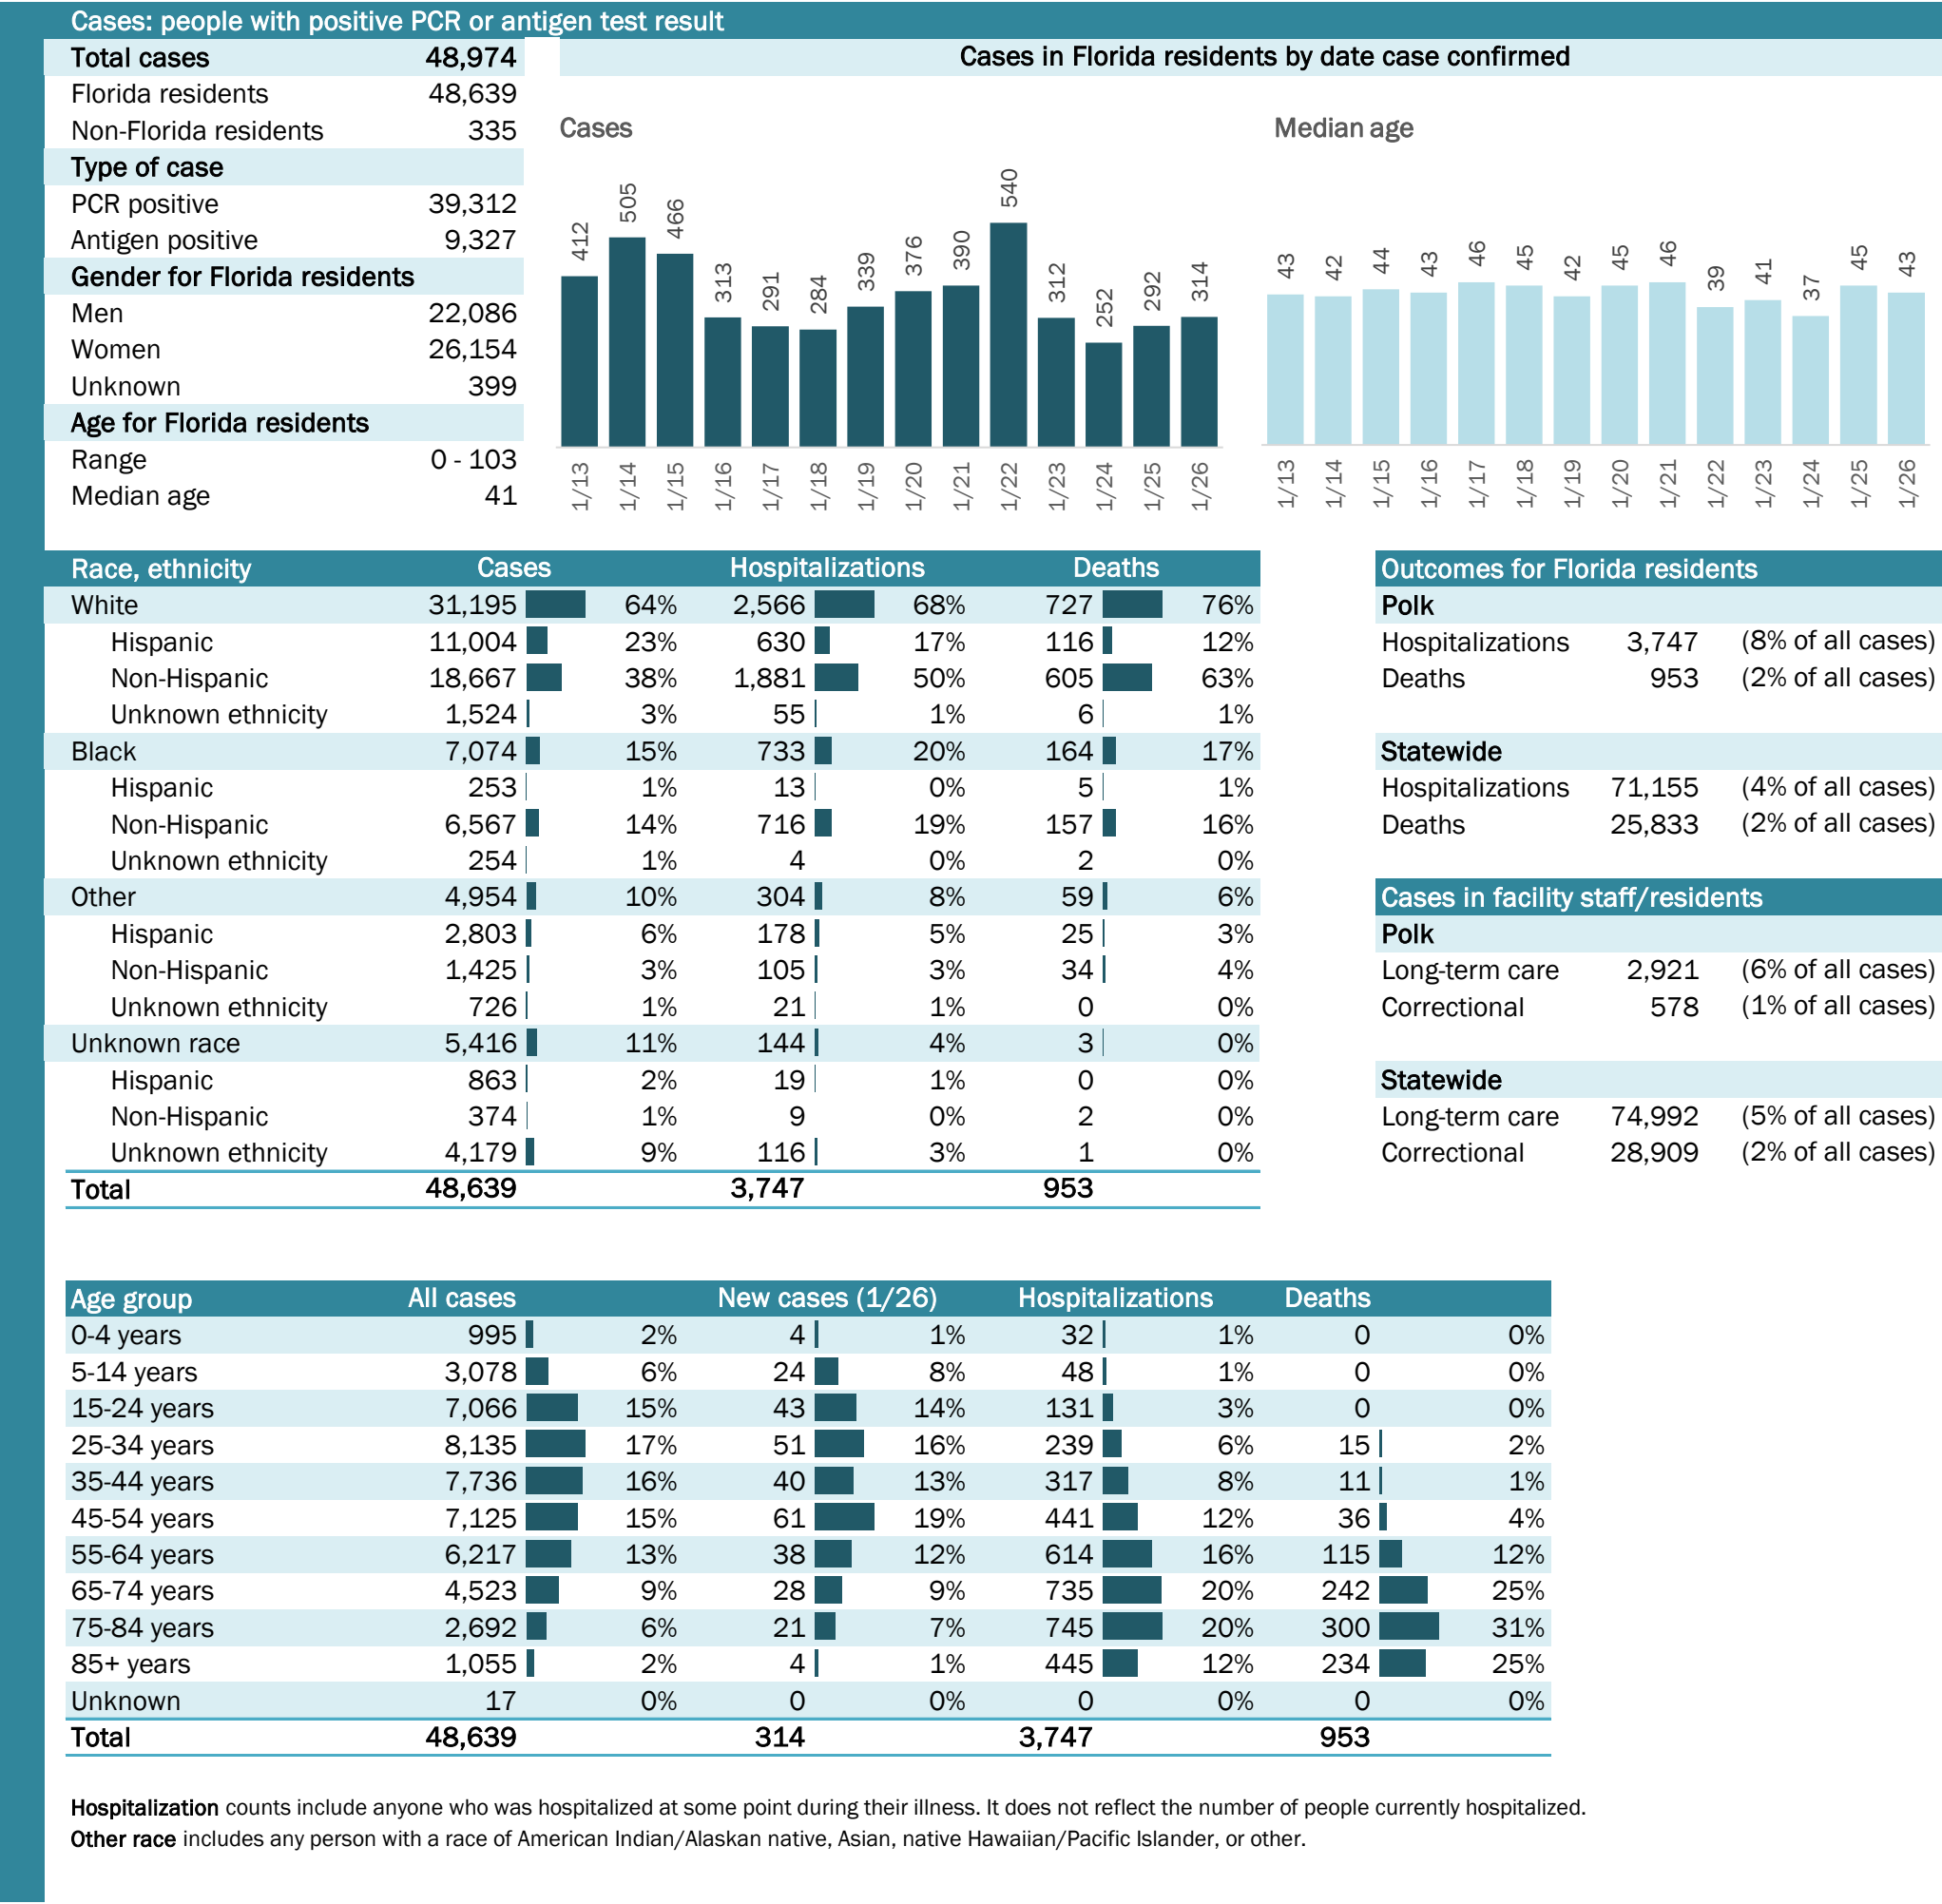 Cases: people with positive PCR or antigen test result
Total cases 48,974
Florida residents 48,639
Non-Florida residents 335
Type of case
PCR positive 39,312
Antigen positive 9,327
Gender for Florida residents
Men 22,086
Women 26,154
Unknown 399
Age for Florida residents
Range 0 - 103
Median age 41
Cases in Florida residents by date case confirmed
Cases
412 505 466 313 291 284 339 376 390 540 312 252 292 314
1/13 1/14 1/15 1/16 1/17 1/18 1/19 1/20 1/21 1/22 1/23 1/24 1/25 1/26
Median age
43 42 44 43 46 45 42 45 46 39 41 37 45 43
1/13 1/14 1/15 1/16 1/17 1/18 1/19 1/20 1/21 1/22 1/23 1/24 1/25 1/26
Race, ethnicity Cases Hospitalizations Deaths
White 31,195 64% 2,566 68% 727 76%
Hispanic 11,004 23% 630 17% 116 12%
Non-Hispanic 18,667 38% 1,881 50% 605 63%
Unknown ethnicity 1,524 3% 55 1% 6 1%
Black 7,074 15% 733 20% 164 17%
Hispanic 253 1% 13 0% 5 1%
Non-Hispanic 6,567 14% 716 19% 157 16%
Unknown ethnicity 254 1% 4 0% 2 0%
Other 4,954 10% 304 8% 59 6%
Hispanic 2,803 6% 178 5% 25 3%
Non-Hispanic 1,425 3% 105 3% 34 4%
Unknown ethnicity 726 1% 21 1% 0 0%
Unknown race 5,416 11% 144 4% 3 0%
Hispanic 863 2% 19 1% 0 0%
Non-Hispanic 374 1% 9 0% 2 0%
Unknown ethnicity 4,179 9% 116 3% 1 0%
Total 48,639 3,747 953
Outcomes for Florida residents
Polk
Hospitalizations 3,747 (8% of all cases)
Deaths 953 (2% of all cases)
Statewide
Hospitalizations 71,155 (4% of all cases)
Deaths 25,833 (2% of all cases)
Cases in facility staff/residents
Polk
Long-term care 2,921 (6% of all cases)
Correctional 578 (1% of all cases)
Statewide
Long-term care 74,992 (5% of all cases)
Correctional 28,909 (2% of all cases)
Age group All cases New cases (1/26) Hospitalizations Deaths
0-4 years 995 2% 4 1% 32 1% 0 0%
5-14 years 3,078 6% 24 8% 48 1% 0 0%
15-24 years 7,066 15% 43 14% 131 3% 0 0%
25-34 years 8,135 17% 51 16% 239 6% 15 2%
35-44 years 7,736 16% 40 13% 317 8% 11 1%
45-54 years 7,125 15% 61 19% 441 12% 36 4%
55-64 years 6,217 13% 38 12% 614 16% 115 12%
65-74 years 4,523 9% 28 9% 735 20% 242 25%
75-84 years 2,692 6% 21 7% 745 20% 300 31%
85+ years 1,055 2% 4 1% 445 12% 234 25%
Unknown 17 0% 0 0% 0 0% 0 0%
Total 48,639 314 3,747 953
Hospitalization counts include anyone who was hospitalized at some point during their illness. It does not reflect the number of people currently hospitalized.
Other race includes any person with a race of American Indian/Alaskan native, Asian, native Hawaiian/Pacific Islander, or other.